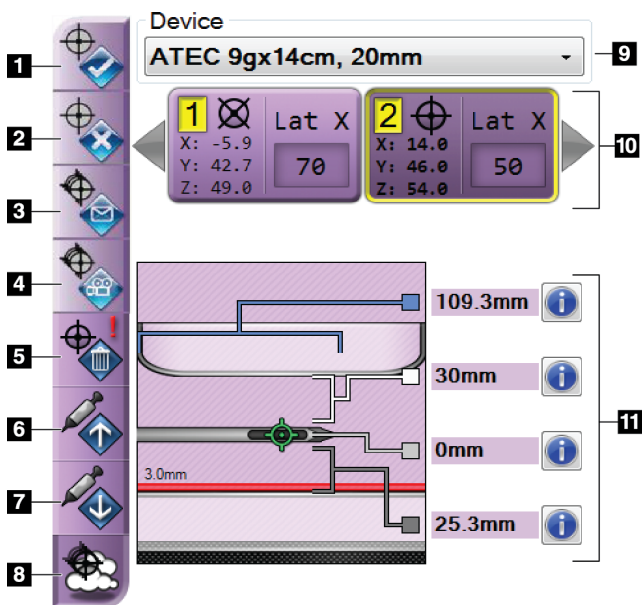 Device
1
ATEC 9gx14cm, 20mm
9
2
1
Lat X
X: -5.9
Y: 42.7
Z: 49.0
70
2
Lat X
X: 14.0
Y: 46.0
Z: 54.0
50
10
3
4
109.3mm
5
!
30mm
6
11
0mm
3.0mm
7
25.3mm
8